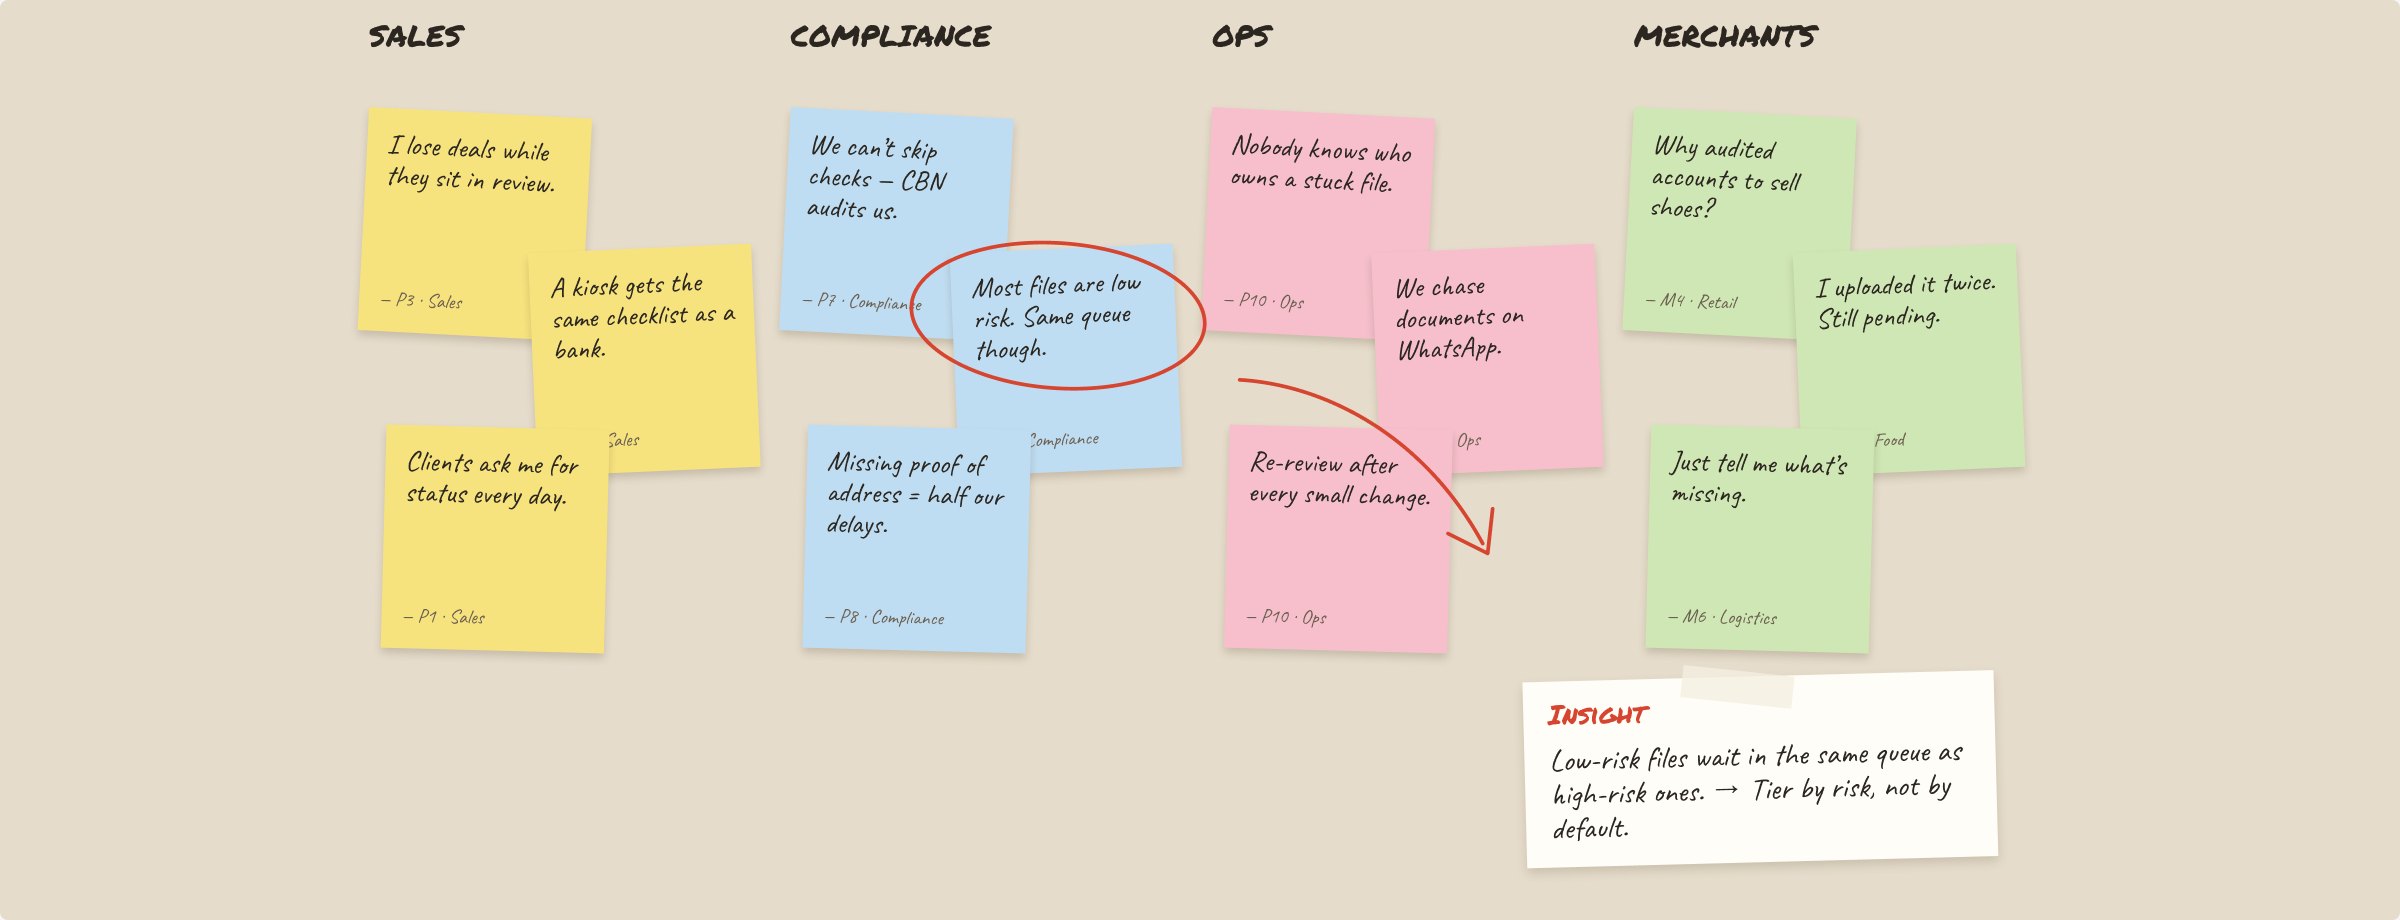 SALES
I lose deals while
they sit in review.
— P3 · Sales
A kiosk gets the
same checklist as a
bank.
Sales
Clients ask me for
status every day.
— P1 · Sales
COMPLIANCE
We can't skip
checks — CBN
audits us.
— P7 · Compliance
Most files are low
risk. Same queue
though.
Compliance
Missing proof of
address = half our
delays.
— P8 · Compliance
OPS
Nobody knows who
owns a stuck file.
— P10 · Ops
We chase
documents on
WhatsApp.
Ops
Re-review after
every small change.
— P10 · Ops
MERCHANTS
Why audited
accounts to sell
shoes?
— M4 · Retail
I uploaded it twice.
Still pending.
Food
Just tell me what's
missing.
— M6 · Logistics
INSIGHT
Low-risk files wait in the same queue as
high-risk ones. → Tier by risk, not by
default.